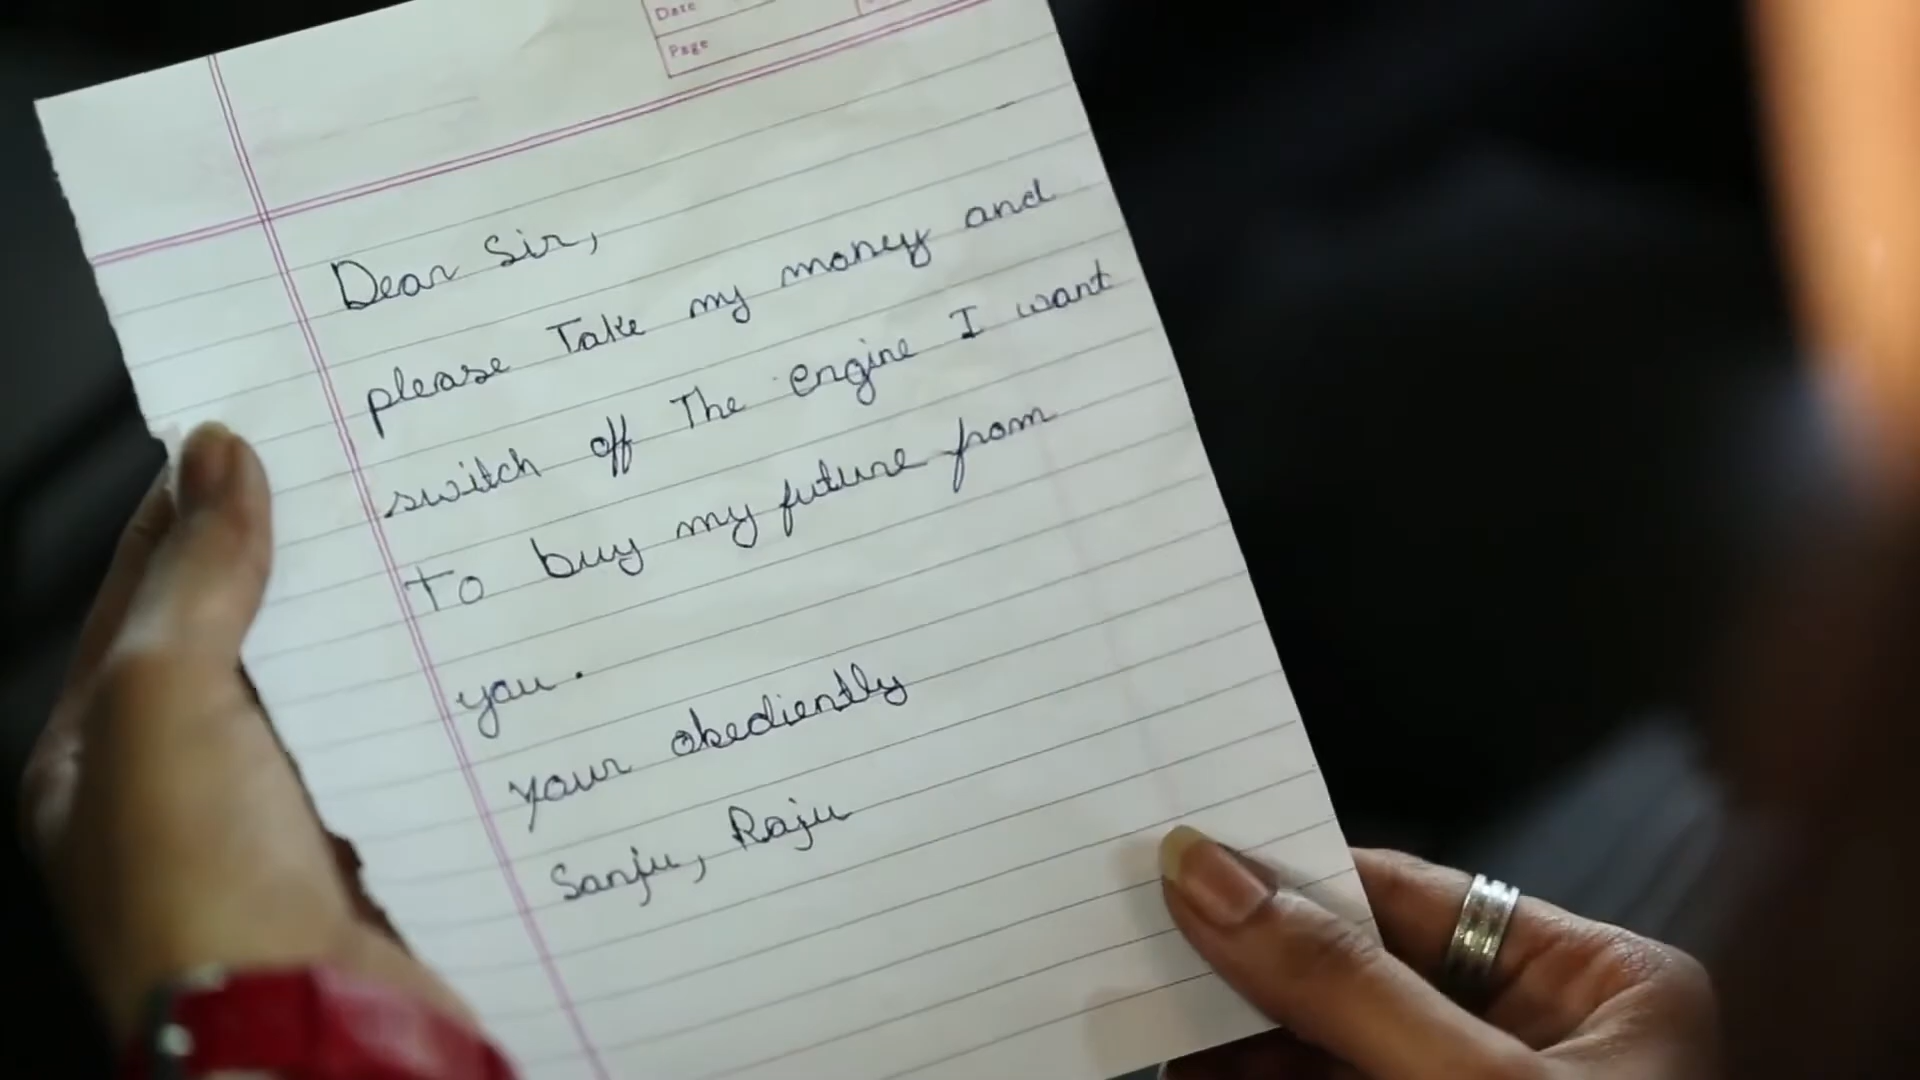 Date
Page
Dear Sir,
please Take my money and
switch off The engine I want
To buy my future from
you.
your obediently
Sanju, Raju